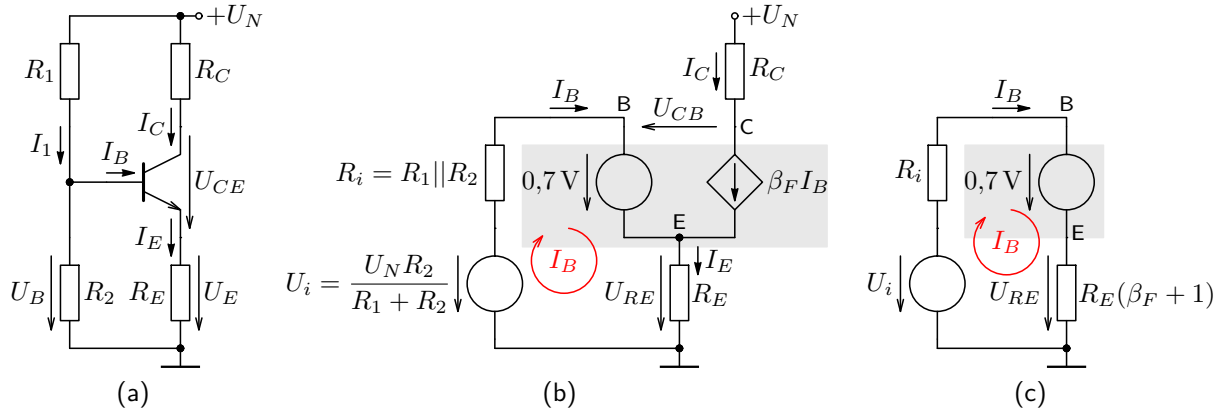 +U_N
R_1
R_C
I_1
I_B
I_C
U_CE
I_E
U_B
R_2
R_E
U_E
(a)
+U_N
I_C
R_C
I_B
B
U_CB
C
R_i = R_1||R_2
0,7 V
β_F I_B
E
I_B
I_E
U_i = U_N R_2 / (R_1 + R_2)
U_RE
R_E
(b)
I_B
B
R_i
0,7 V
E
I_B
U_i
U_RE
R_E(β_F + 1)
(c)